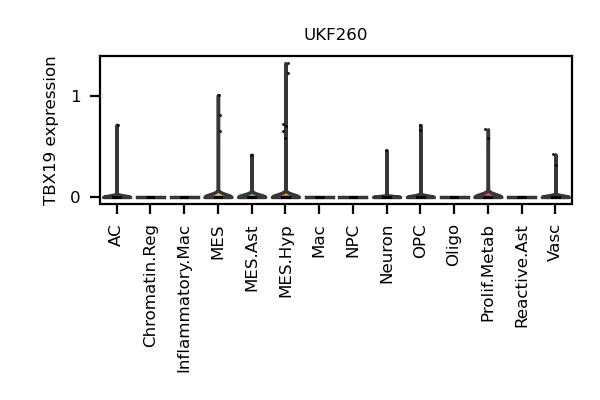 UKF260
TBX19 expression
1
0
AC
Chromatin.Reg
Inflammatory.Mac
MES
MES.Ast
MES.Hyp
Mac
NPC
Neuron
OPC
Oligo
Prolif.Metab
Reactive.Ast
Vasc